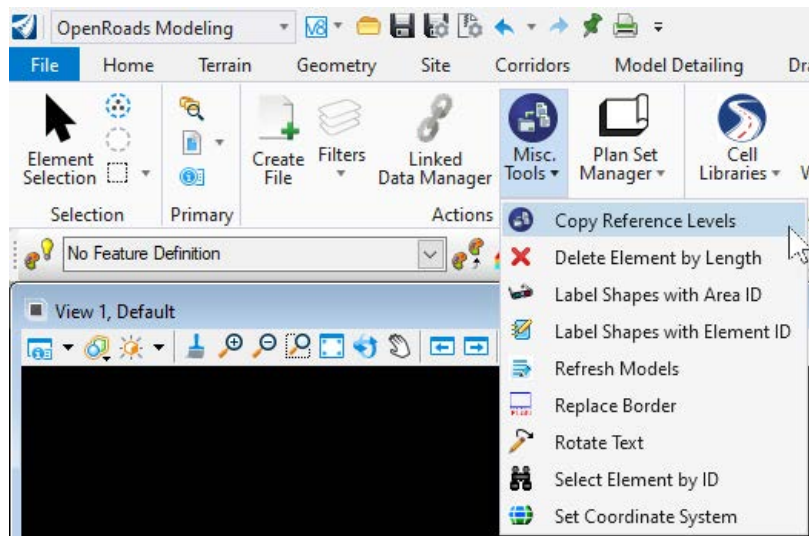 OpenRoads Modeling
V8
File Home Terrain Geometry Site Corridors Model Detailing
Element Selection
Create File
Filters
Linked Data Manager
Misc. Tools
Plan Set Manager
Cell Libraries
Selection Primary Actions
No Feature Definition
Copy Reference Levels
Delete Element by Length
Label Shapes with Area ID
Label Shapes with Element ID
Refresh Models
Replace Border
Rotate Text
Select Element by ID
Set Coordinate System
View 1, Default